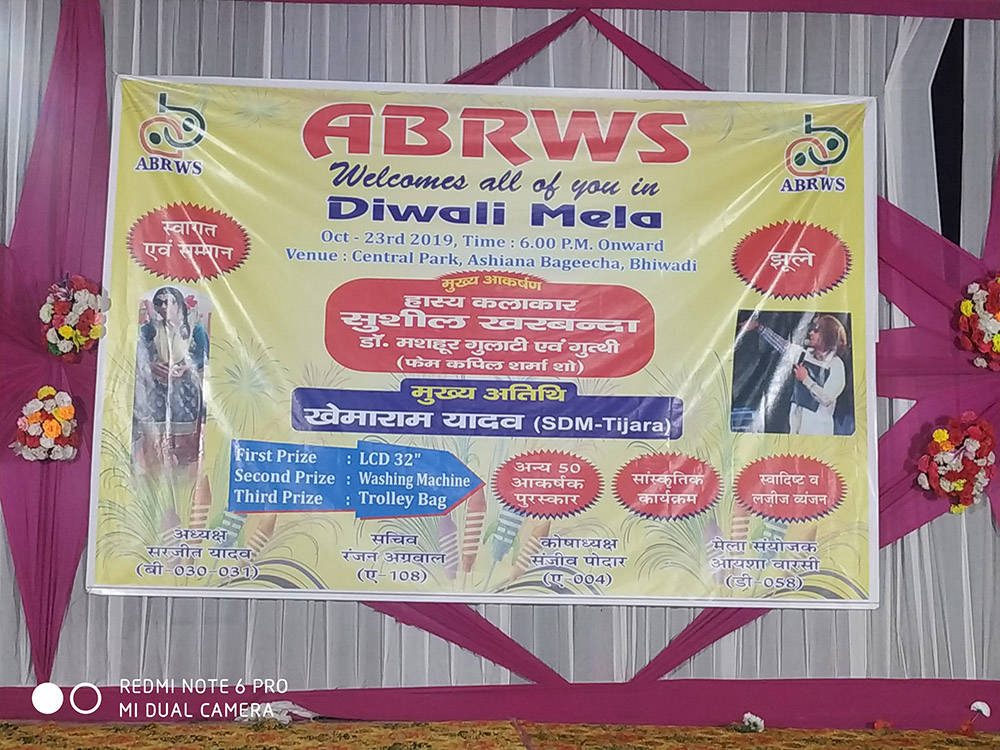 ABRWS
ABRWS
ABRWS
Welcomes all of you in
Diwali Mela
Oct - 23rd 2019, Time : 6.00 P.M. Onward
Venue : Central Park, Ashiana Bageecha, Bhiwadi
स्वागत
एवं सम्मान
झूले
मुख्य आकर्षण
हास्य कलाकार
सुशील खरबन्दा
डॉ. मशहूर गुलाटी एवं गुत्थी
(फेम कपिल शर्मा शो)
मुख्य अतिथि
खेमाराम यादव (SDM-Tijara)
First Prize : LCD 32"
Second Prize : Washing Machine
Third Prize : Trolley Bag
अन्य 50
आकर्षक
पुरस्कार
सांस्कृतिक
कार्यक्रम
स्वादिष्ट व
लज़ीज व्यंजन
अध्यक्ष
सरजीत यादव
(बी-030-031)
सचिव
रंजन अग्रवाल
(ए-108)
कोषाध्यक्ष
संजीव पोदार
(ए-004)
मेला संयोजक
आयशा वारसी
(डी-058)
REDMI NOTE 6 PRO
MI DUAL CAMERA